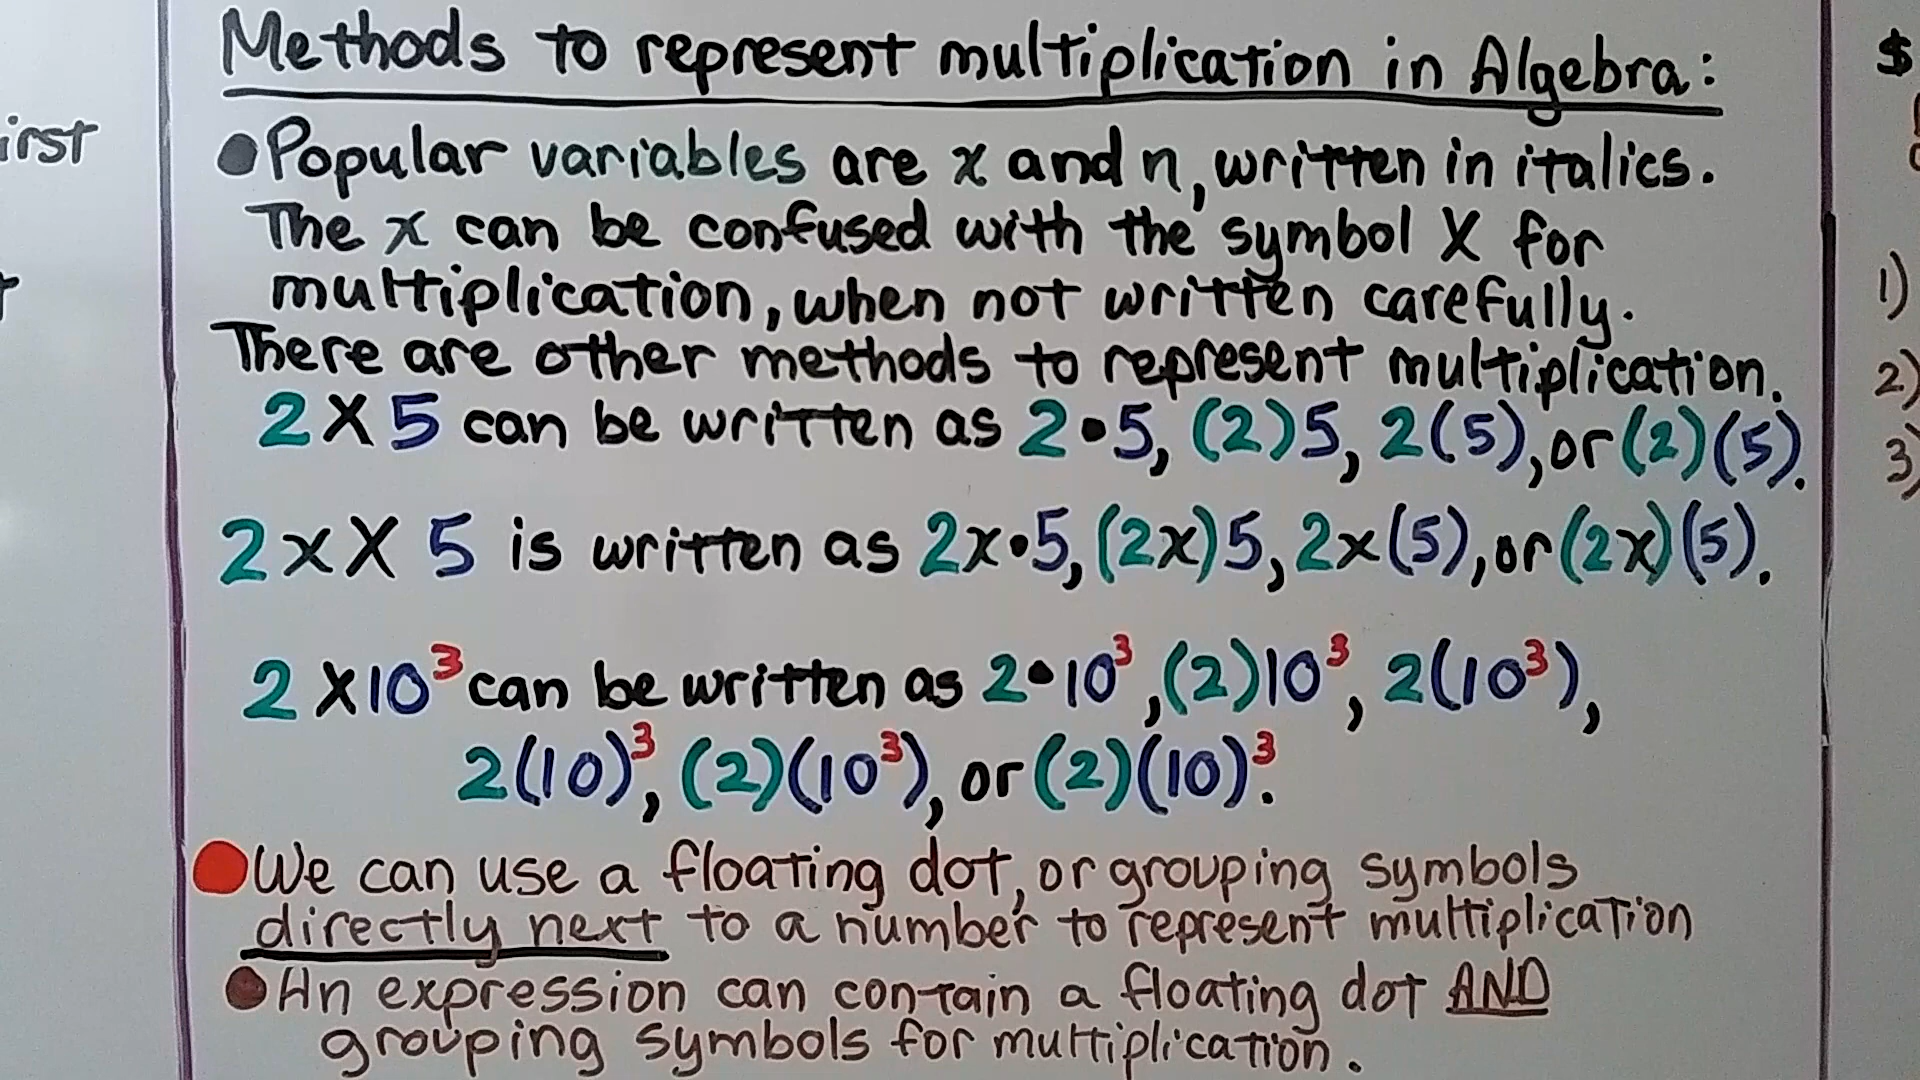 Methods to represent multiplication in Algebra:
●Popular variables are x and n, written in italics.
The x can be confused with the symbol X for
multiplication, when not written carefully.
There are other methods to represent multiplication.
2 X 5 can be written as 2•5, (2)5, 2(5), or (2)(5).
2x X 5 is written as 2x•5, (2x)5, 2x(5), or (2x)(5).
2 X 10³ can be written as 2•10³, (2)10³, 2(10³),
2(10)³, (2)(10³), or (2)(10)³.
●We can use a floating dot, or grouping symbols
directly next to a number to represent multiplication
●An expression can contain a floating dot AND
grouping symbols for multiplication.
irst
$
1)
2)
3)